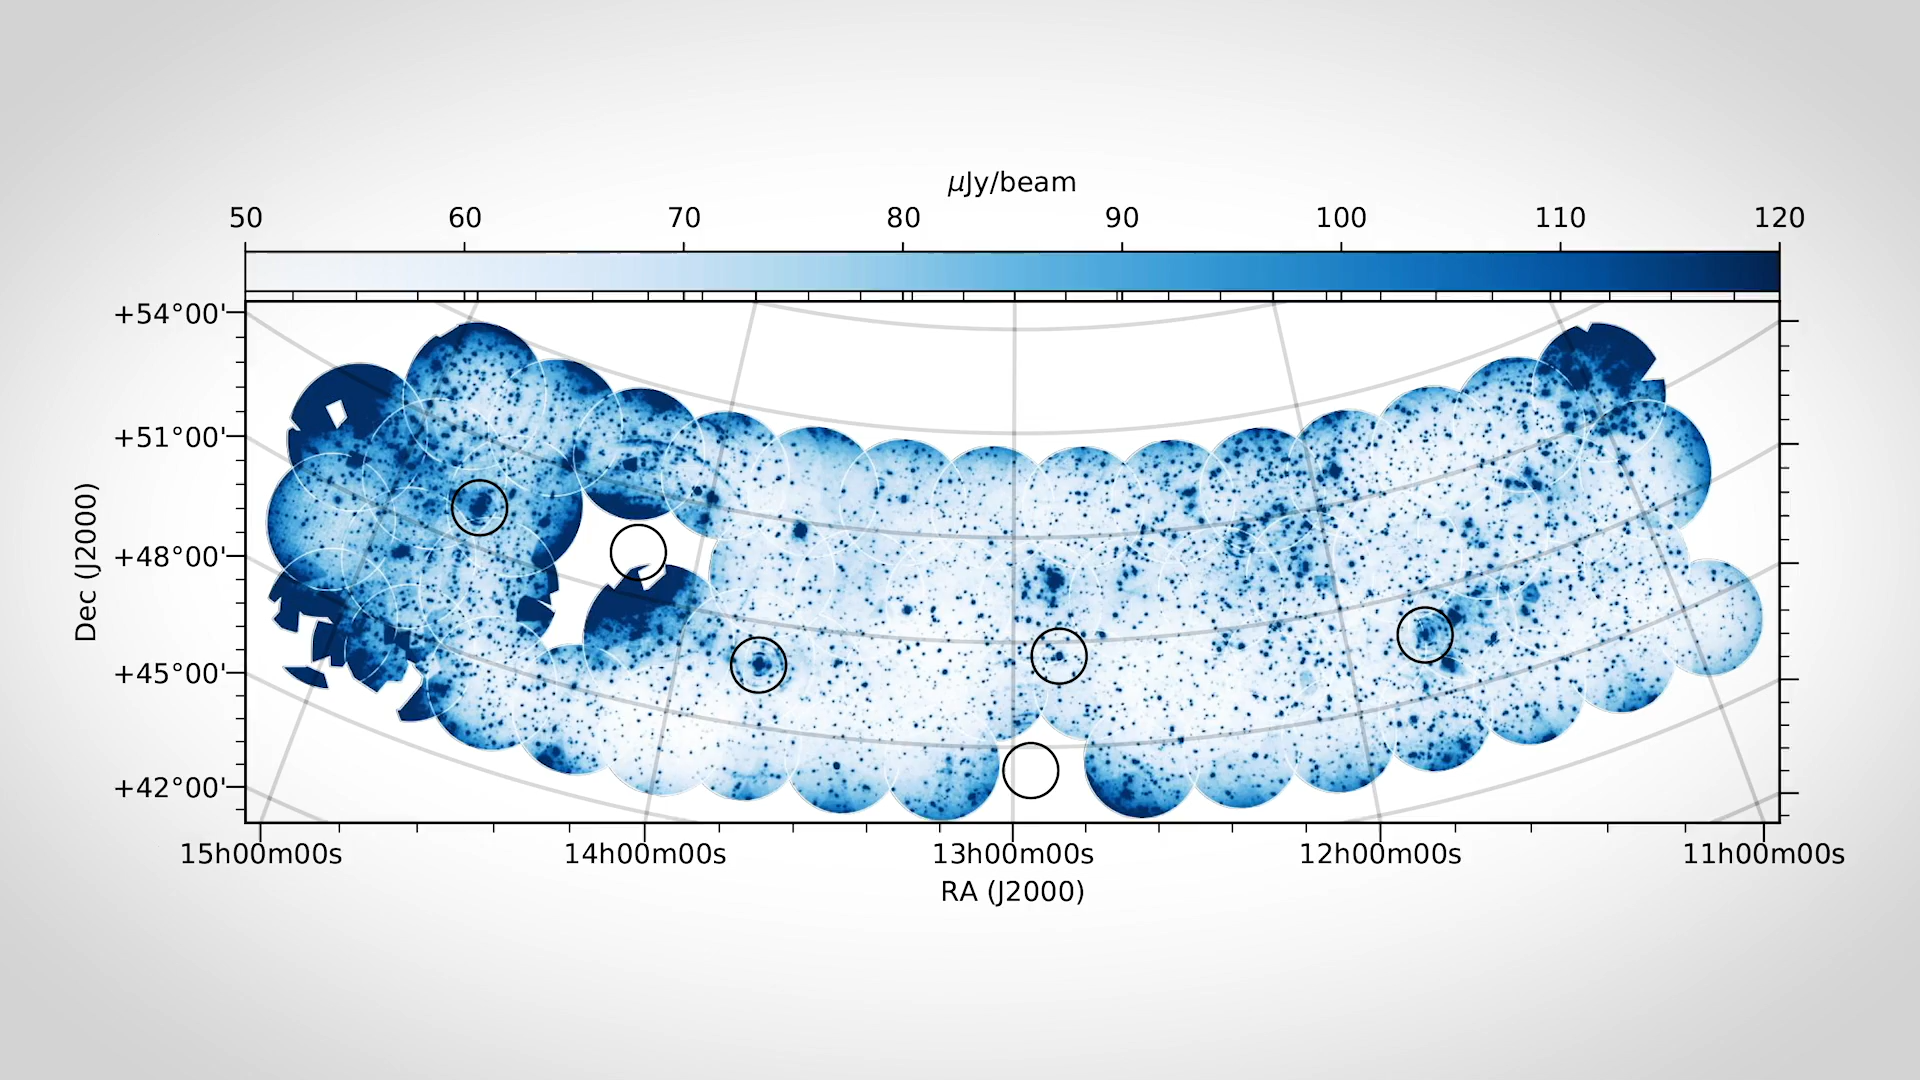 μJy/beam
50 60 70 80 90 100 110 120
+54°00'
+51°00'
+48°00'
+45°00'
+42°00'
Dec (J2000)
15h00m00s 14h00m00s 13h00m00s 12h00m00s 11h00m00s
RA (J2000)